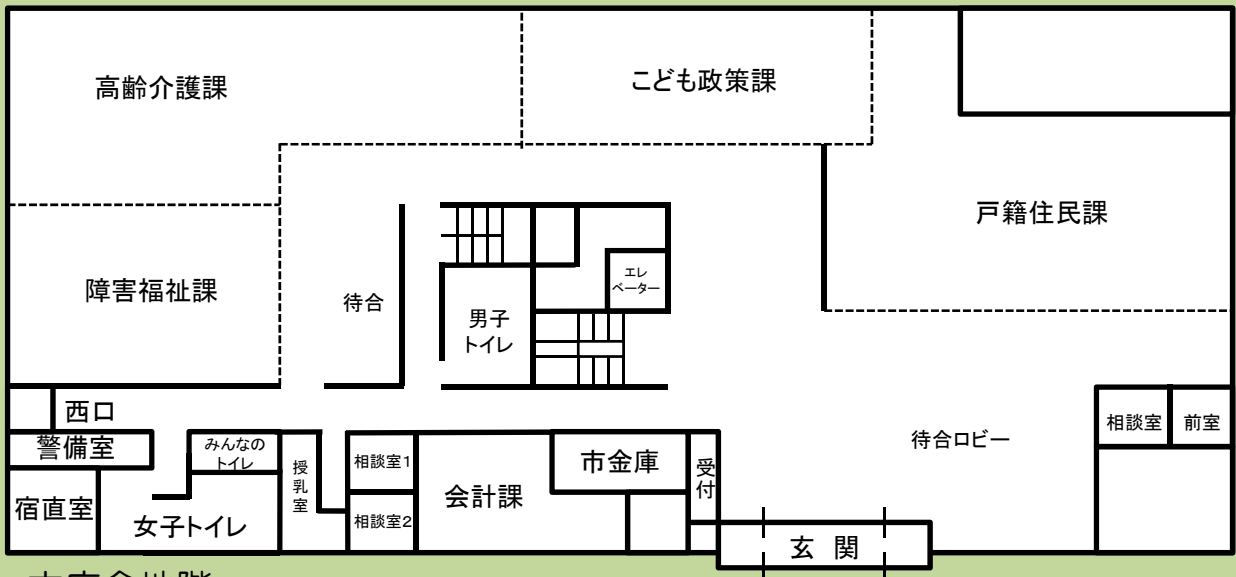 高齢介護課
こども政策課
戸籍住民課
障害福祉課
待合
エレ
ベーター
男子
トイレ
西口
相談室
前室
警備室
みんなの
トイレ
授乳室
相談室1
市金庫
受付
待合ロビー
宿直室
女子トイレ
相談室2
会計課
玄 関